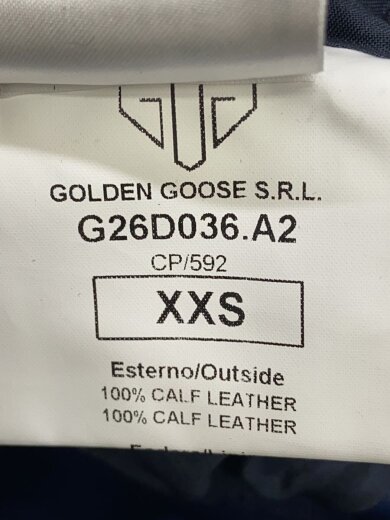 GOLDEN GOOSE S.R.L.
G26D036.A2
CP/592
XXS
Esterno/Outside
100% CALF LEATHER
100% CALF LEATHER